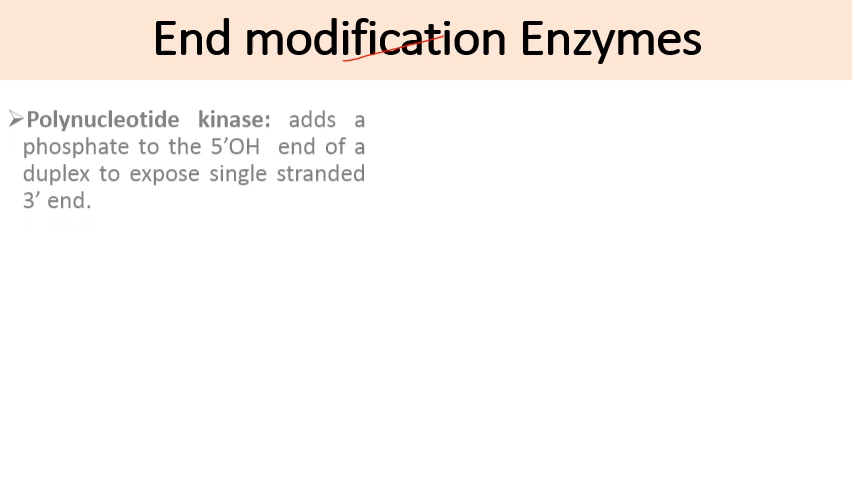 End modification Enzymes
➢Polynucleotide kinase: adds a
phosphate to the 5’OH end of a
duplex to expose single stranded
3’ end.